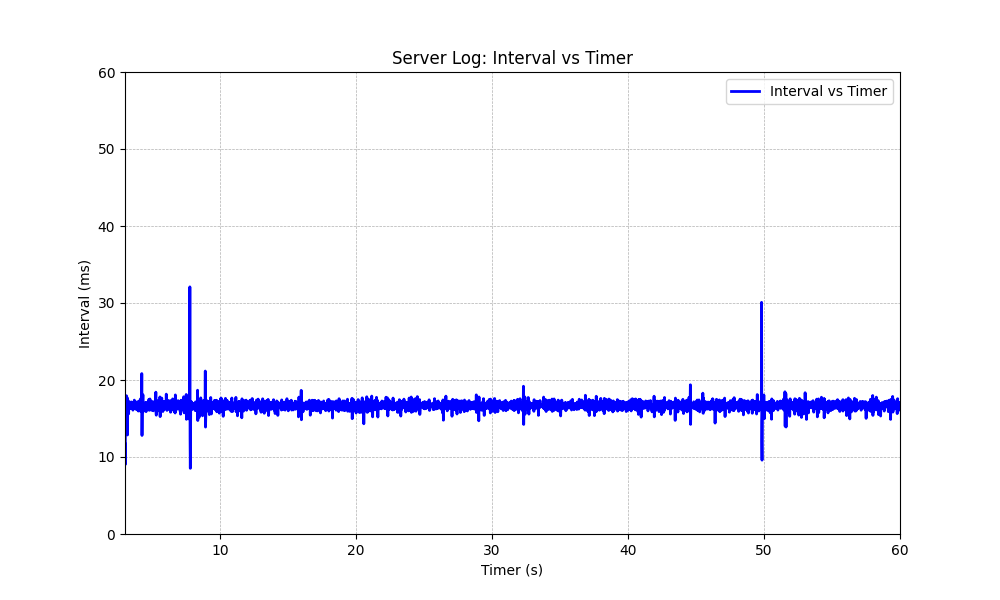 Server Log: Interval vs Timer
Interval vs Timer
60
50
40
30
20
10
0
Interval (ms)
10 20 30 40 50 60
Timer (s)